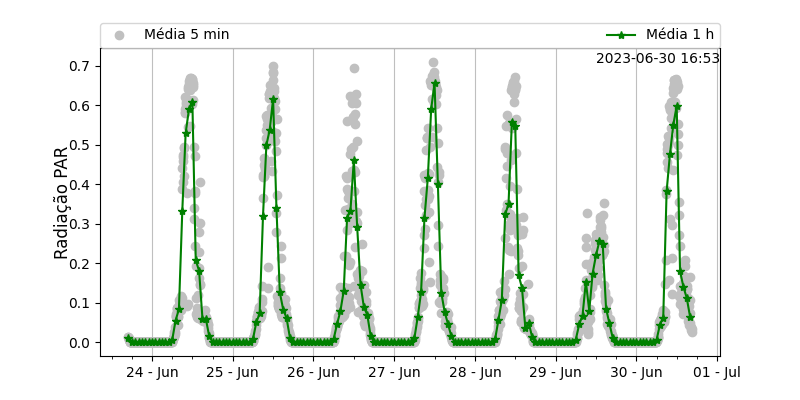 Média 5 min
Média 1 h
2023-06-30 16:53
Radiação PAR
0.7
0.6
0.5
0.4
0.3
0.2
0.1
0.0
24 - Jun
25 - Jun
26 - Jun
27 - Jun
28 - Jun
29 - Jun
30 - Jun
01 - Jul